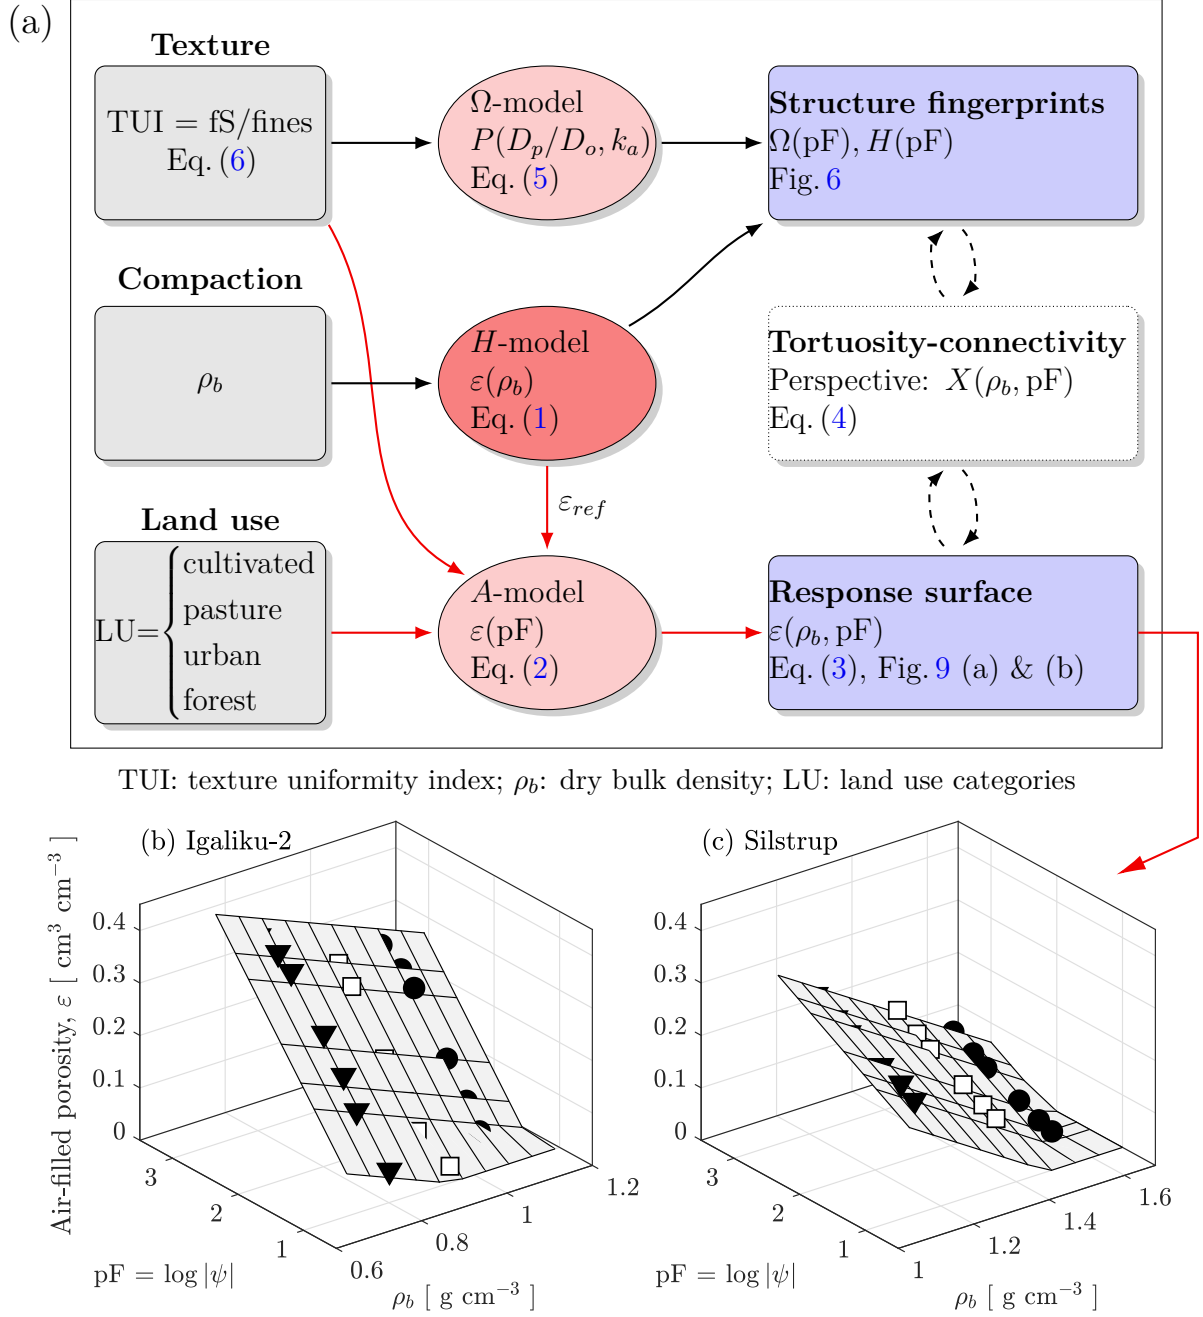 (a)
Texture
TUI = fS/fines
Eq. (6)
Ω-model
P(D_p/D_o, k_a)
Eq. (5)
Structure fingerprints
Ω(pF), H(pF)
Fig. 6
Compaction
ρ_b
H-model
ε(ρ_b)
Eq. (1)
Tortuosity-connectivity
Perspective: X(ρ_b, pF)
Eq. (4)
ε_ref
Land use
LU=
cultivated
pasture
urban
forest
A-model
ε(pF)
Eq. (2)
Response surface
ε(ρ_b, pF)
Eq. (3), Fig. 9 (a) & (b)
TUI: texture uniformity index; ρ_b: dry bulk density; LU: land use categories
(b) Igaliku-2
Air-filled porosity, ε [ cm³ cm⁻³ ]
0.4
0.3
0.2
0.1
0
3
2
1
pF = log |ψ|
0.6
0.8
1
1.2
ρ_b [ g cm⁻³ ]
(c) Silstrup
0.4
0.3
0.2
0.1
0
3
2
1
pF = log |ψ|
1
1.2
1.4
1.6
ρ_b [ g cm⁻³ ]